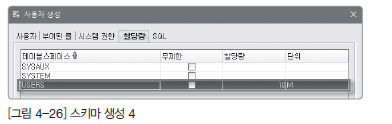 사용자 생성
사용자 부여된 롤 시스템 권한 할당량 SQL
테이블스페이스 무제한 할당량 단위
SYSAUX
SYSTEM
USERS 10 M
[그림 4-26] 스키마 생성 4